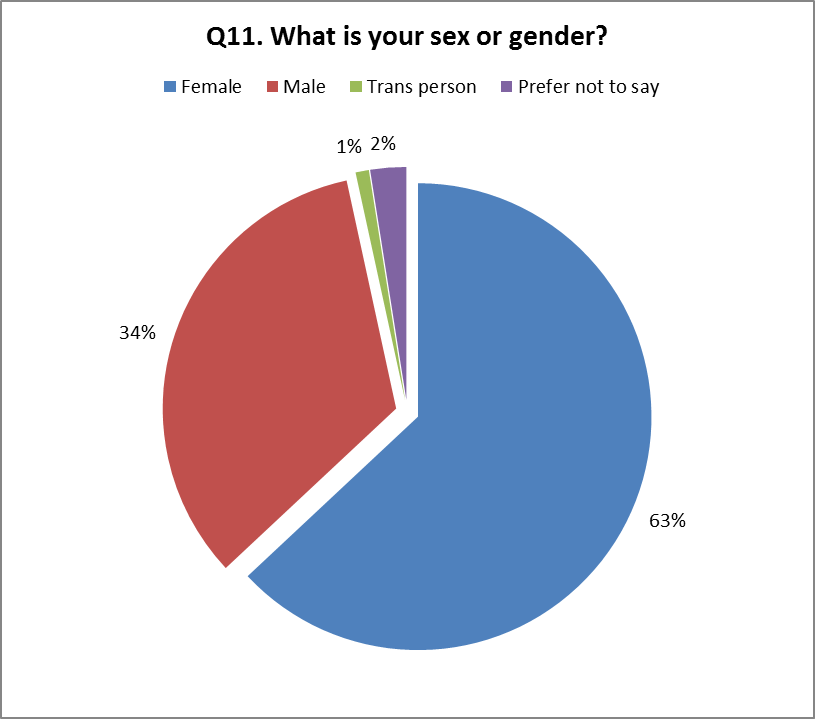 Q11. What is your sex or gender?
Female Male Trans person Prefer not to say
1% 2%
34%
63%